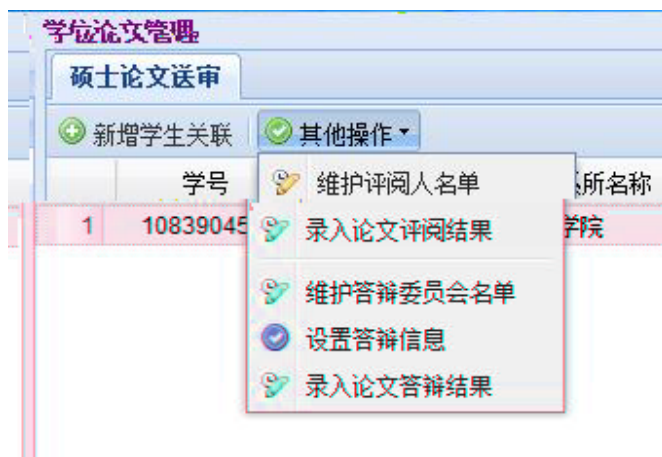 学位论文管理
硕士论文送审
新增学生关联 其他操作
学号 所名称
维护评阅人名单
1 10839045 学院
录入论文评阅结果
维护答辩委员会名单
设置答辩信息
录入论文答辩结果